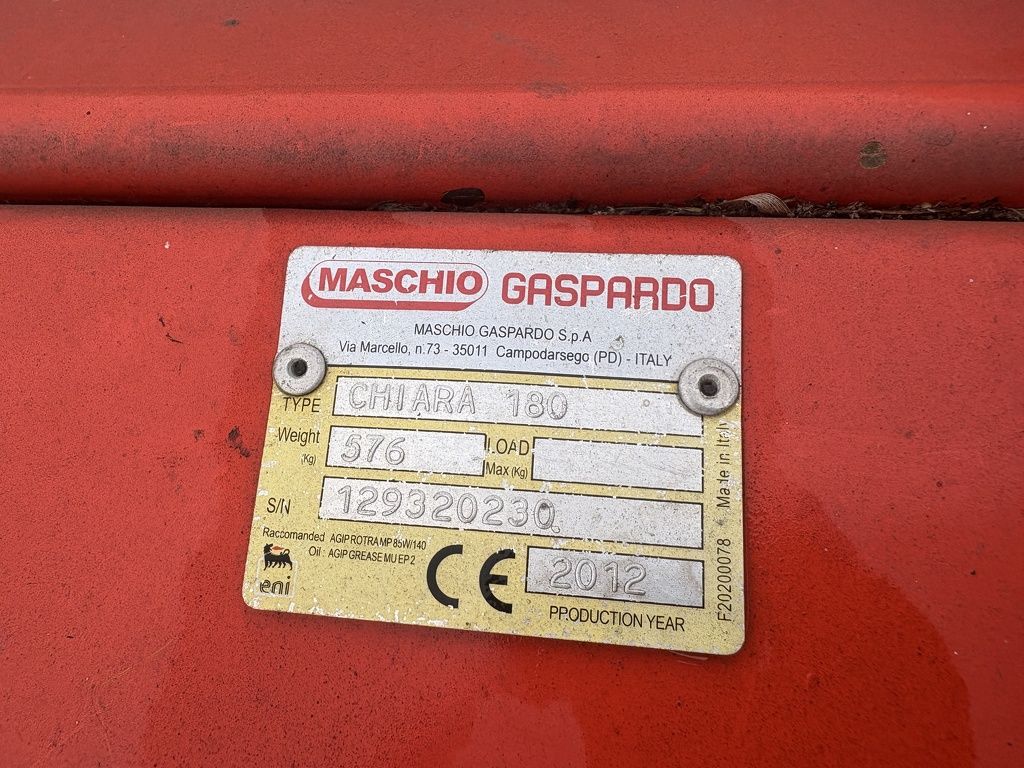 MASCHIO GASPARDO
MASCHIO GASPARDO S.p.A
Via Marcello, n.73 - 35011 Campodarsego (PD) - ITALY
TYPE CHIARA 180
Weight (Kg) 576 LOAD Max (Kg)
S/N 129320230
Raccomanded Oil : AGIP ROTRA MP 85W/140
AGIP GREASE MU EP 2
eni
CE
2012
PRODUCTION YEAR
F20200078 Made in Italy